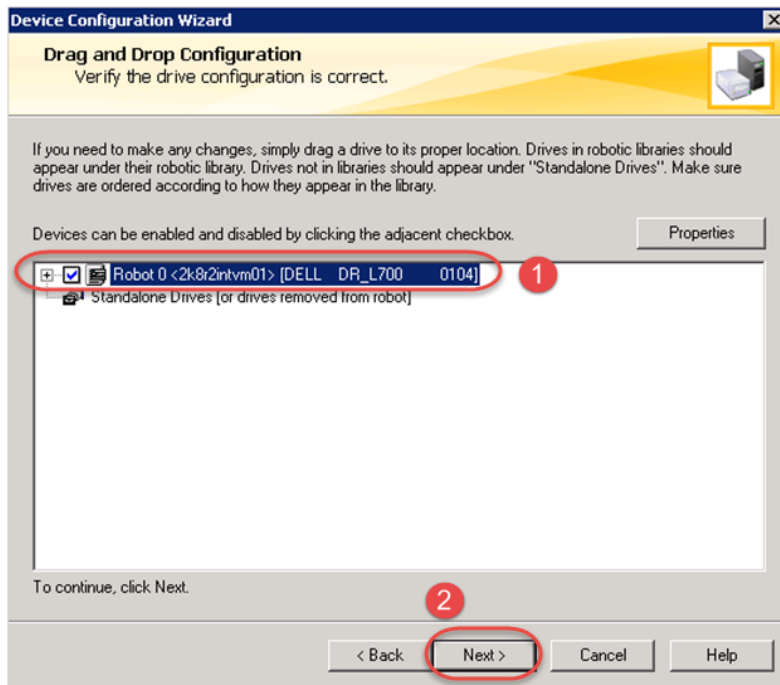 Device Configuration Wizard
Drag and Drop Configuration
Verify the drive configuration is correct.
If you need to make any changes, simply drag a drive to its proper location. Drives in robotic libraries should
appear under their robotic library. Drives not in libraries should appear under "Standalone Drives". Make sure
drives are ordered according to how they appear in the library.
Devices can be enabled and disabled by clicking the adjacent checkbox.
Properties
Robot 0 <2k8r2intvm01> [DELL DR_L700 0104]
1
Standalone Drives [or drives removed from robot]
To continue, click Next.
2
< Back
Next >
Cancel
Help